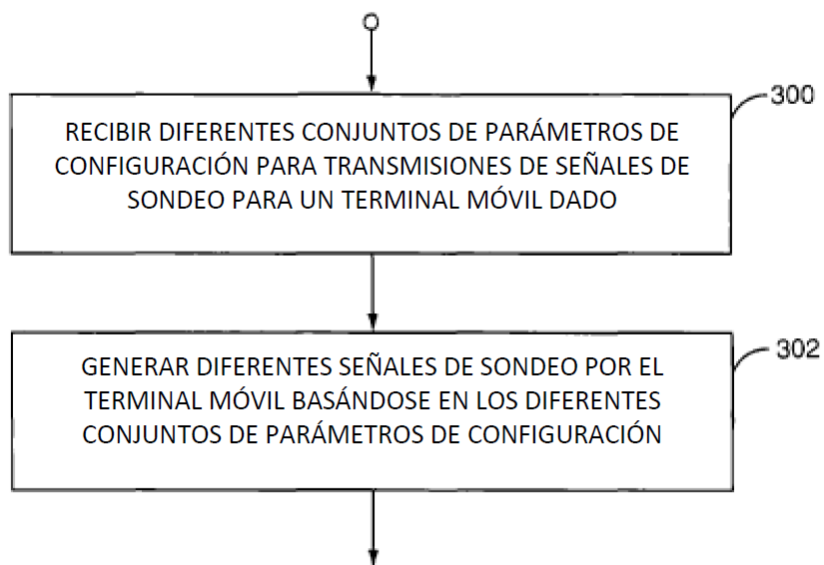 300
RECIBIR DIFERENTES CONJUNTOS DE PARÁMETROS DE
CONFIGURACIÓN PARA TRANSMISIONES DE SEÑALES DE
SONDEO PARA UN TERMINAL MÓVIL DADO
302
GENERAR DIFERENTES SEÑALES DE SONDEO POR EL
TERMINAL MÓVIL BASÁNDOSE EN LOS DIFERENTES
CONJUNTOS DE PARÁMETROS DE CONFIGURACIÓN